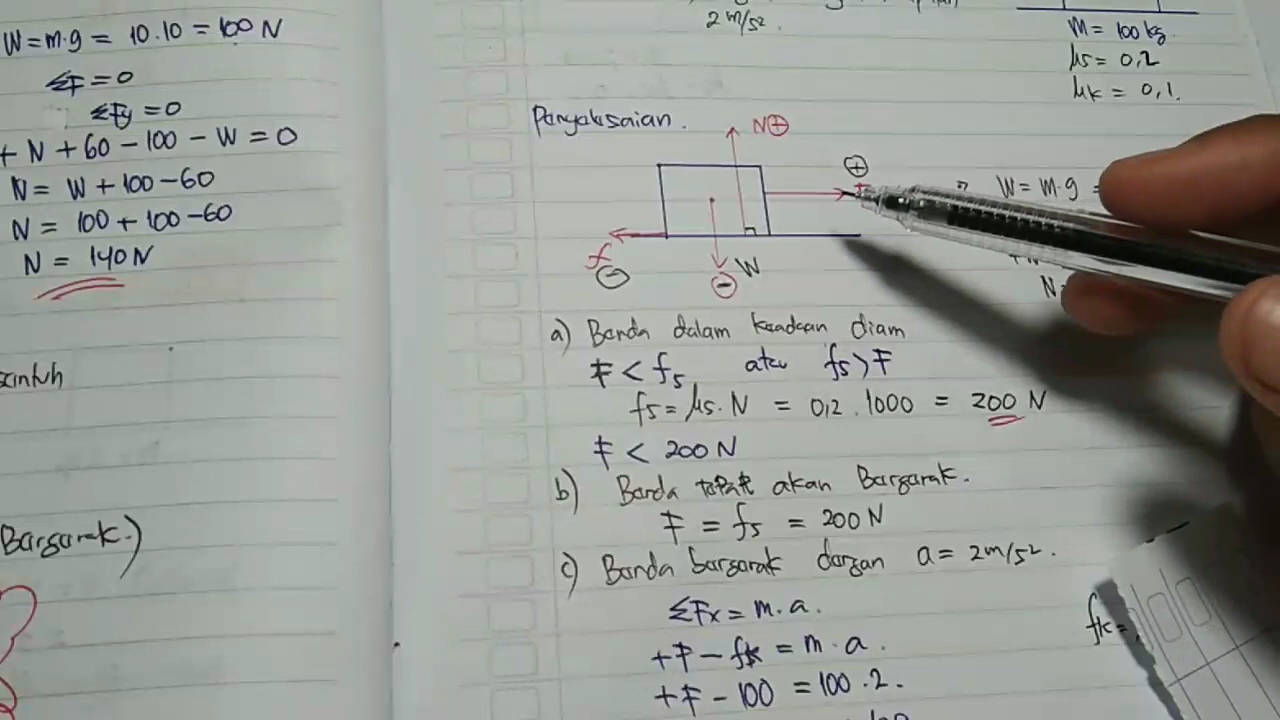 W = m.g = 10.10 = 100 N
ΣF = 0
ΣFy = 0
+ N + 60 - 100 - W = 0
N = W + 100 - 60
N = 100 + 100 - 60
N = 140 N
Bergerak.)
2 m/s².
m = 100 kg.
μs = 0,2
μk = 0,1.
Penyelesaian.
N ⊕
⊕
W = m.g =
f
⊖
W
⊖
N
a) Benda dalam keadaan diam
F < fs atau fs > F
fs = μs. N = 0,2 . 1000 = 200 N
F < 200 N
b) Benda tepat akan Bergerak.
F = fs = 200 N
c) Benda bergerak dengan a = 2 m/s².
ΣFx = m.a.
fk =
+F - fk = m . a .
+F - 100 = 100 . 2 .